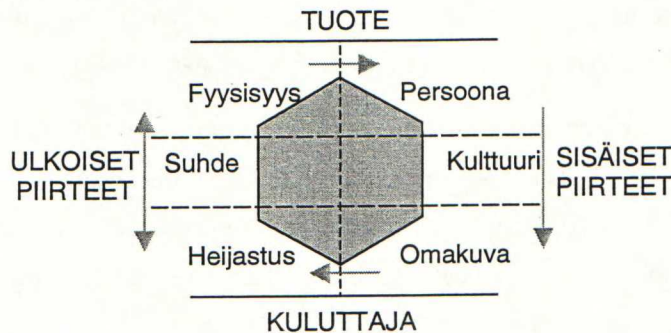 TUOTE
Fyysisyys
Persoona
ULKOISET
PIIRTEET
Suhde
Kulttuuri
SISÄISET
PIIRTEET
Heijastus
Omakuva
KULUTTAJA